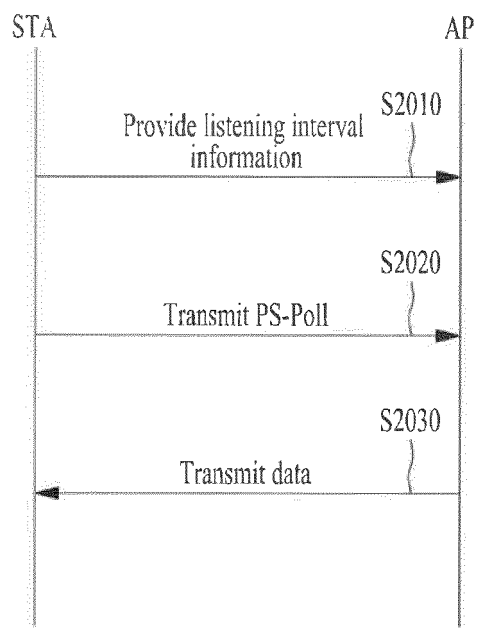 STA
AP
S2010
Provide listening interval
information
S2020
Transmit PS-Poll
S2030
Transmit data